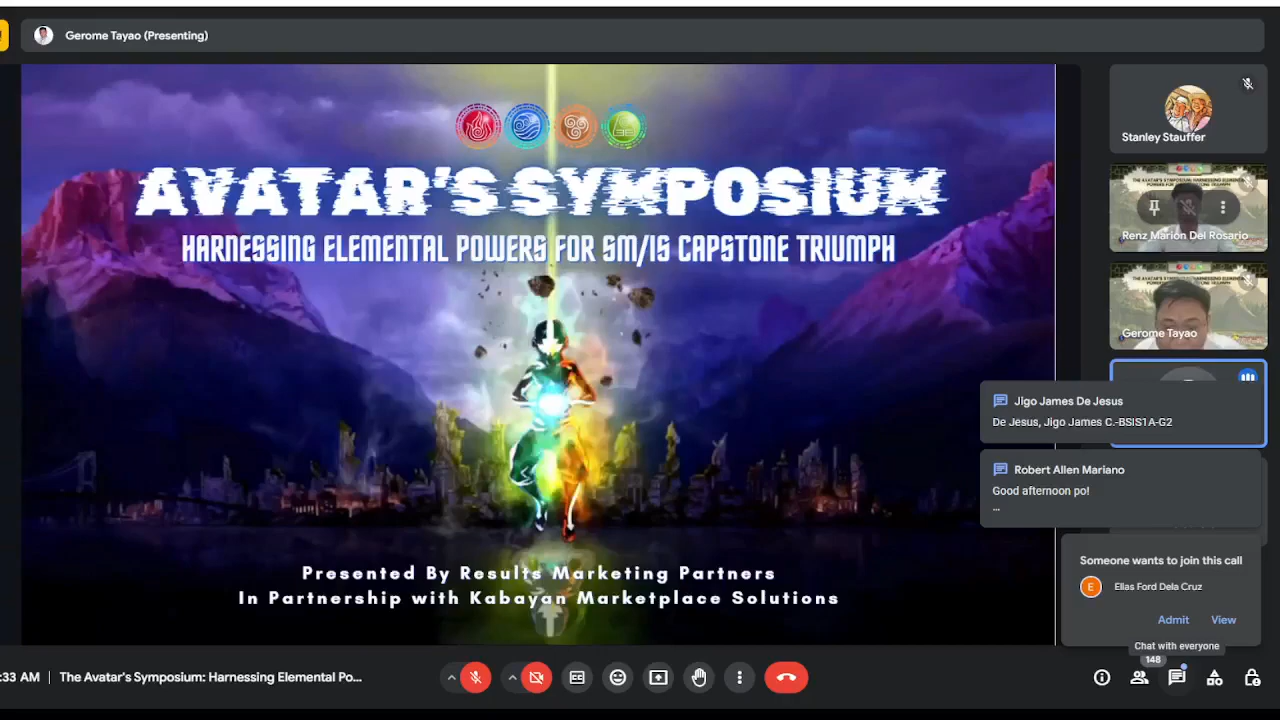 Gerome Tayao (Presenting)
AVATAR'S SYMPOSIUM
HARNESSING ELEMENTAL POWERS FOR SM/IS CAPSTONE TRIUMPH
Presented By Results Marketing Partners
In Partnership with Kabayan Marketplace Solutions
Stanley Stauffer
Renz Marion Del Rosario
Gerome Tayao
Jigo James De Jesus
De Jesus, Jigo James C.-BSIS1A-G2
Robert Allen Mariano
Good afternoon po!
...
Someone wants to join this call
E
Elias Ford Dela Cruz
Admit View
Chat with everyone
148
:33 AM | The Avatar's Symposium: Harnessing Elemental Po...